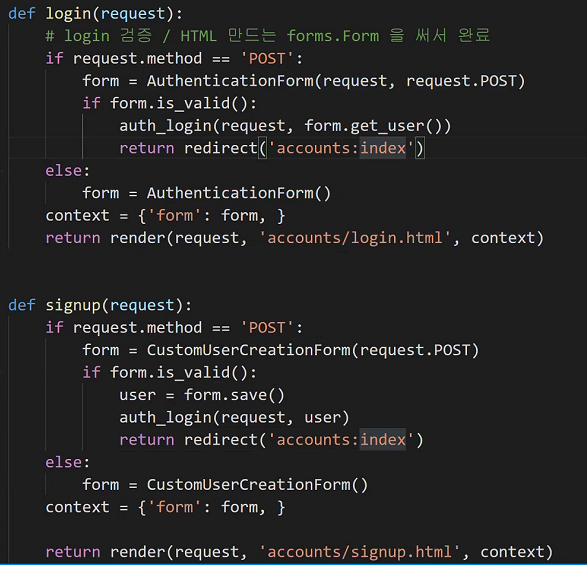 def login(request):
    # login 검증 / HTML 만드는 forms.Form 을 써서 완료
    if request.method == 'POST':
        form = AuthenticationForm(request, request.POST)
        if form.is_valid():
            auth_login(request, form.get_user())
            return redirect('accounts:index')
    else:
        form = AuthenticationForm()
    context = {'form': form, }
    return render(request, 'accounts/login.html', context)
def signup(request):
    if request.method == 'POST':
        form = CustomUserCreationForm(request.POST)
        if form.is_valid():
            user = form.save()
            auth_login(request, user)
            return redirect('accounts:index')
    else:
        form = CustomUserCreationForm()
    context = {'form': form, }
    return render(request, 'accounts/signup.html', context)